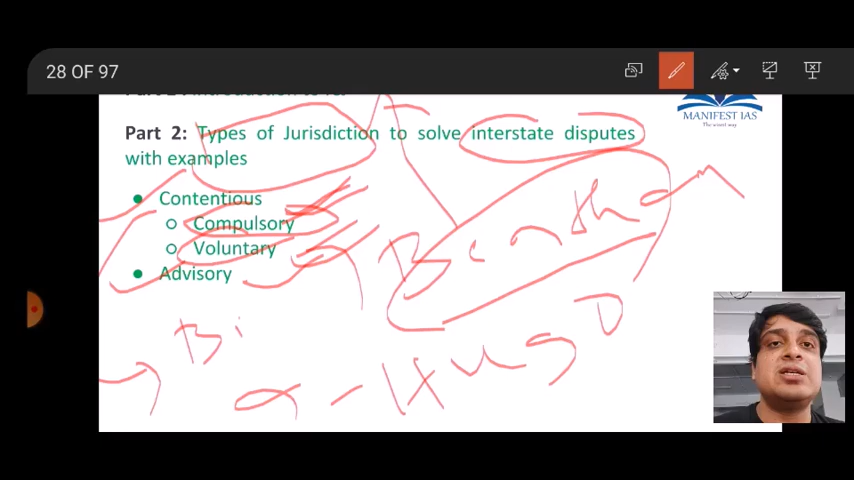 28 OF 97
MANIFEST IAS
Part 2: Types of Jurisdiction to solve interstate disputes
with examples
Contentious
Compulsory
Voluntary
Advisory
Bi